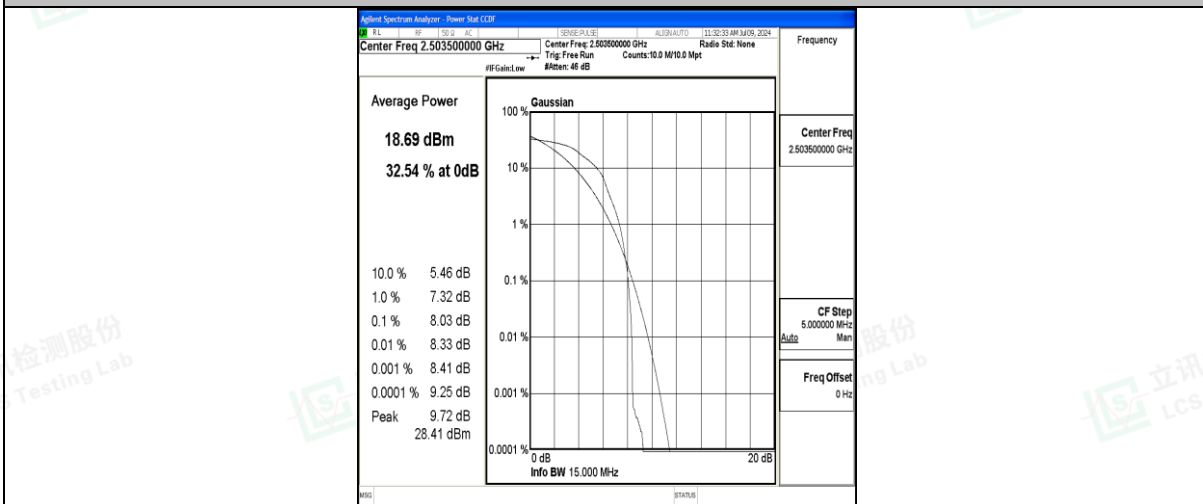 Agilent Spectrum Analyzer - Power Stat CCDF
RL RF 50 Ω AC SENSE:PULSE ALIGN AUTO 11:32:33 AM Jul 09, 2024
Center Freq 2.503500000 GHz
Center Freq: 2.503500000 GHz Radio Std: None
Trig: Free Run Counts:10.0 M/10.0 Mpt
#IFGain:Low #Atten: 46 dB
Frequency
Average Power
18.69 dBm
32.54 % at 0dB
10.0 % 5.46 dB
1.0 % 7.32 dB
0.1 % 8.03 dB
0.01 % 8.33 dB
0.001 % 8.41 dB
0.0001 % 9.25 dB
Peak 9.72 dB
28.41 dBm
Gaussian
100 %
10 %
1 %
0.1 %
0.01 %
0.001 %
0.0001 %
0 dB 20 dB
Info BW 15.000 MHz
Center Freq
2.503500000 GHz
CF Step
5.000000 MHz
Auto Man
Freq Offset
0 Hz
MSG STATUS
检测股份
Testing Lab
股份
ng Lab
立讯
LCS